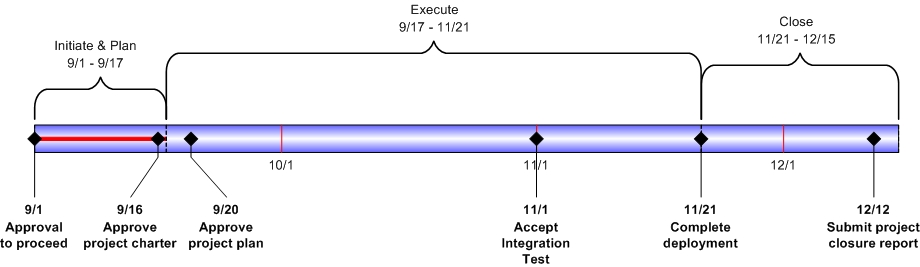 Execute
9/17 - 11/21
Close
11/21 - 12/15
Initiate & Plan
9/1 - 9/17
10/1
11/1
12/1
9/1
Approval
to proceed
9/16
Approve
project charter
9/20
Approve
project plan
11/1
Accept
Integration
Test
11/21
Complete
deployment
12/12
Submit project
closure report